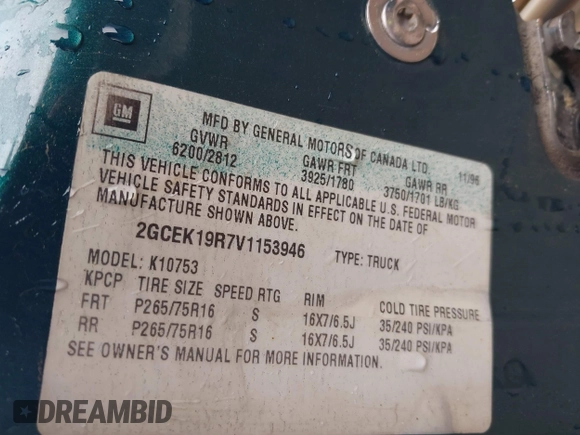 GM
MFD BY GENERAL MOTORS OF CANADA LTD 11/96
GVWR GAWR FRT GAWR RR
6200/2812 3925/1780 3750/1701 LB/KG
THIS VEHICLE CONFORMS TO ALL APPLICABLE U.S. FEDERAL MOTOR
VEHICLE SAFETY STANDARDS IN EFFECT ON THE DATE OF
MANUFACTURE SHOWN ABOVE.
2GCEK19R7V1153946 TYPE: TRUCK
MODEL: K10753
KPCP TIRE SIZE SPEED RTG RIM COLD TIRE PRESSURE
FRT P265/75R16 S 16X7/6.5J 35/240 PSI/KPA
RR P265/75R16 S 16X7/6.5J 35/240 PSI/KPA
SEE OWNER'S MANUAL FOR MORE INFORMATION.
DREAMBID